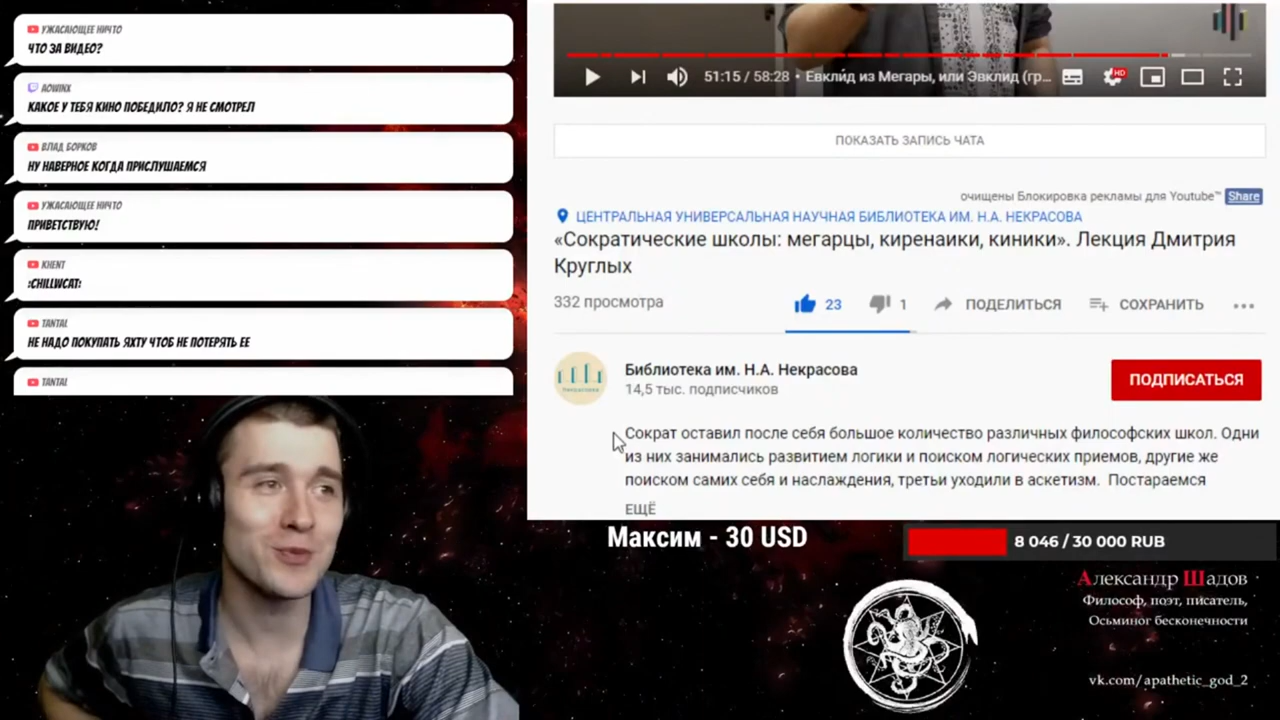 УЖАСАЮЩЕЕ НИЧТО
ЧТО ЗА ВИДЕО?
AOWINX
КАКОЕ У ТЕБЯ КИНО ПОБЕДИЛО? Я НЕ СМОТРЕЛ
ВЛАД БОРКОВ
НУ НАВЕРНОЕ КОГДА ПРИСЛУШАЕМСЯ
УЖАСАЮЩЕЕ НИЧТО
ПРИВЕТСТВУЮ!
KHENT
:CHILLWCAT:
TANTAL
НЕ НАДО ПОКУПАТЬ ЯХТУ ЧТОБ НЕ ПОТЕРЯТЬ ЕЕ
TANTAL
51:15 / 58:28 • Евкли́д из Мегары, или Эвклид (гр...
HD
ПОКАЗАТЬ ЗАПИСЬ ЧАТА
очищены Блокировка рекламы для Youtube™ Share
ЦЕНТРАЛЬНАЯ УНИВЕРСАЛЬНАЯ НАУЧНАЯ БИБЛИОТЕКА ИМ. Н.А. НЕКРАСОВА
«Сократические школы: мегарцы, киренаики, киники». Лекция Дмитрия
Круглых
332 просмотра
23
1
ПОДЕЛИТЬСЯ
СОХРАНИТЬ
Библиотека им. Н.А. Некрасова
14,5 тыс. подписчиков
ПОДПИСАТЬСЯ
Сократ оставил после себя большое количество различных философских школ. Одни
из них занимались развитием логики и поиском логических приемов, другие же
поиском самих себя и наслаждения, третьи уходили в аскетизм. Постараемся
ЕЩЁ
Максим - 30 USD
8 046 / 30 000 RUB
Александр Шадов
Философ, поэт, писатель,
Осьминог бесконечности
vk.com/apathetic_god_2